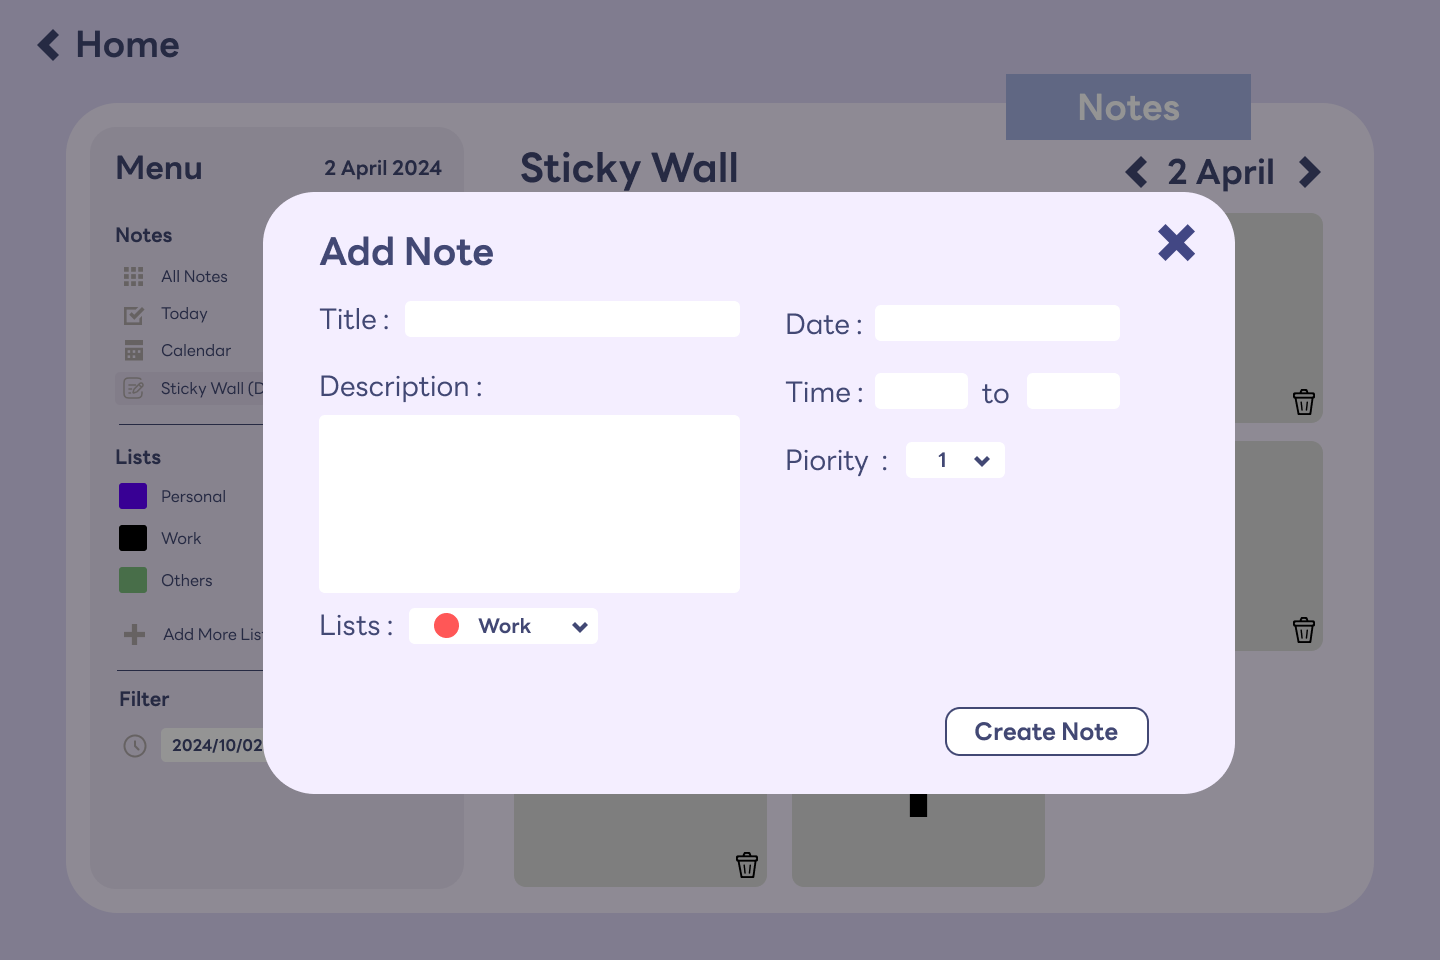 Home
Notes
Menu
2 April 2024
Sticky Wall
2 April
Notes
All Notes
Today
Calendar
Sticky Wall (D
Lists
Personal
Work
Others
Add More Lis
Filter
2024/10/02
Add Note
Title :
Date :
Description :
Time : to
Piority : 1
Lists : Work
Create Note